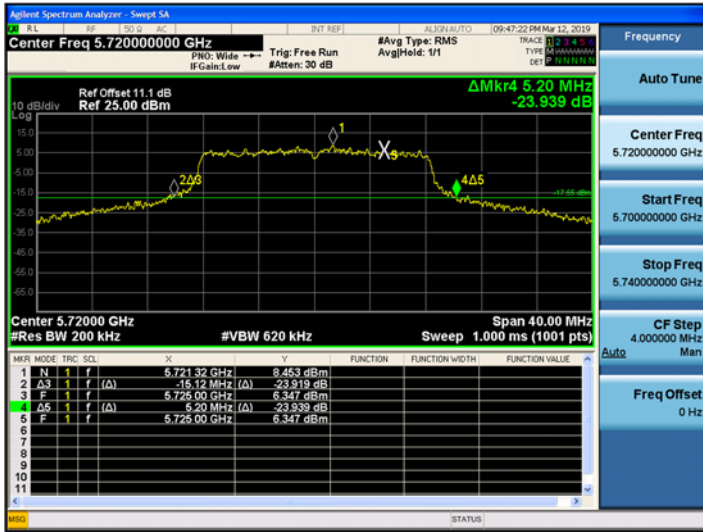 Agilent Spectrum Analyzer - Swept SA
RL RF 50 Ω AC INT REF ALIGN AUTO 09:47:22 PM Mar 12, 2019
Center Freq 5.720000000 GHz
PNO: Wide
IFGain:Low
Trig: Free Run
#Atten: 30 dB
#Avg Type: RMS
Avg|Hold: 1/1
TRACE 1 2 3 4 5 6
TYPE M
DET P N N N N N
Ref Offset 11.1 dB
10 dB/div Ref 25.00 dBm
Log
ΔMkr4 5.20 MHz
-23.939 dB
15.0
5.00
-5.00
-15.0
-25.0
-35.0
-45.0
-65.0
1
2Δ3
5
4Δ5
-17.55 dBm
Center 5.72000 GHz Span 40.00 MHz
#Res BW 200 kHz #VBW 620 kHz Sweep 1.000 ms (1001 pts)
MKR MODE TRC SCL X Y FUNCTION FUNCTION WIDTH FUNCTION VALUE
1 N 1 f 5.721 32 GHz 8.453 dBm
2 Δ3 1 f (Δ) -15.12 MHz (Δ) -23.919 dB
3 F 1 f 5.725 00 GHz 6.347 dBm
4 Δ5 1 f (Δ) 5.20 MHz (Δ) -23.939 dB
5 F 1 f 5.725 00 GHz 6.347 dBm
6
7
8
9
10
11
MSG STATUS
Frequency
Auto Tune
Center Freq
5.720000000 GHz
Start Freq
5.700000000 GHz
Stop Freq
5.740000000 GHz
CF Step
4.000000 MHz
Auto Man
Freq Offset
0 Hz